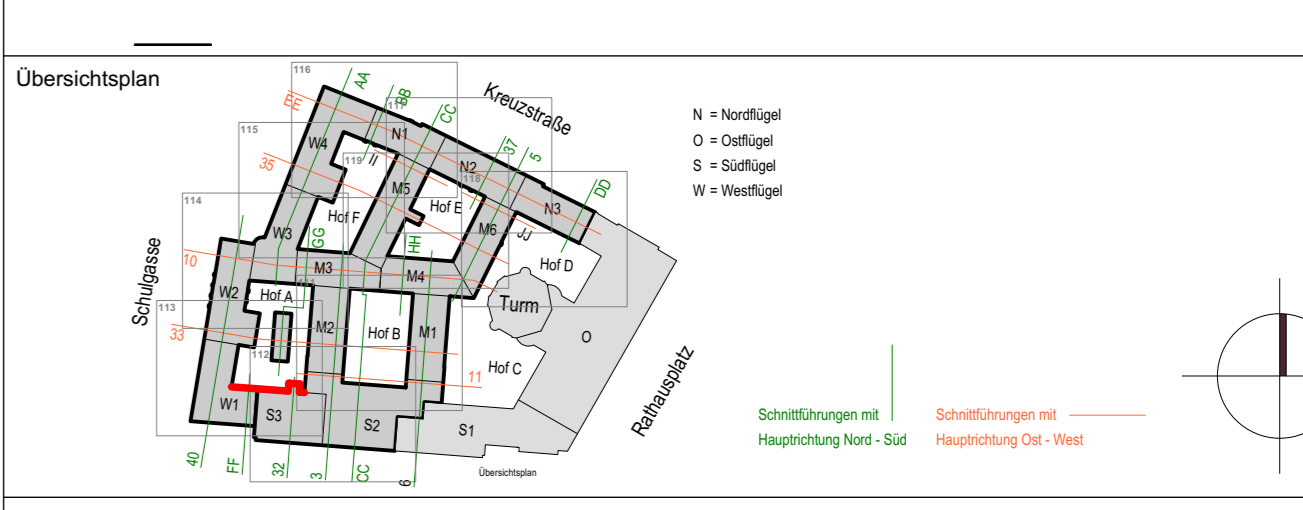 Übersichtsplan
116
AA
EE
BB
Kreuzstraße
117
CC
N = Nordflügel
O = Ostflügel
S = Südflügel
W = Westflügel
115
W4
N1
II
119
35
37
5
N2
118
M5
DD
114
Hof F
Hof E
N3
W3
GG
M6
JJ
HH
Hof D
10
M3
M4
Schulgasse
W2
Hof A
111
Turm
113
33
M2
Hof B
M1
O
112
Hof C
11
Rathausplatz
W1
S3
S2
S1
40
FF
32
3
CC
6
Übersichtsplan
Schnittführungen mit
Hauptrichtung Nord - Süd
Schnittführungen mit
Hauptrichtung Ost - West